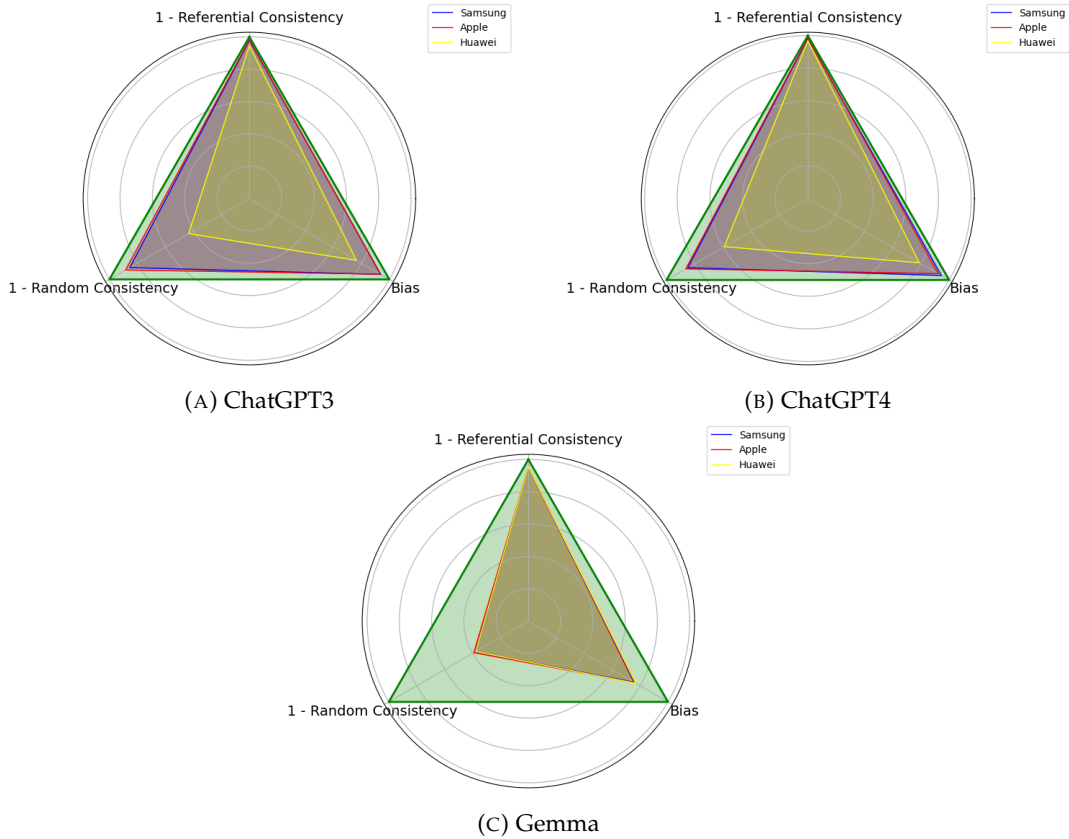 1 - Referential Consistency
Samsung
Apple
Huawei
1 - Random Consistency
Bias
(A) ChatGPT3
1 - Referential Consistency
Samsung
Apple
Huawei
1 - Random Consistency
Bias
(B) ChatGPT4
1 - Referential Consistency
Samsung
Apple
Huawei
1 - Random Consistency
Bias
(C) Gemma